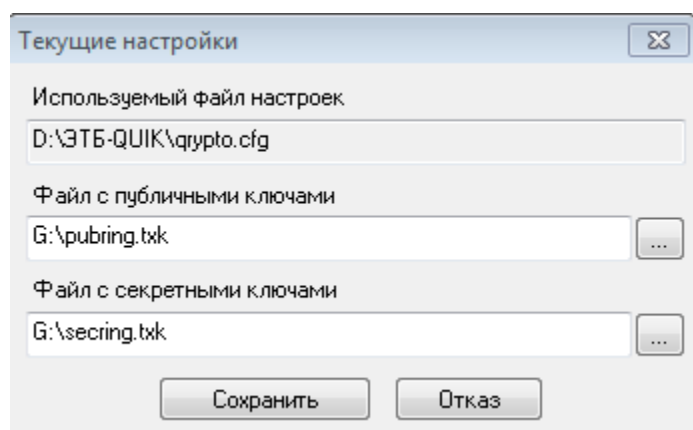 Текущие настройки
Используемый файл настроек
D:\ЭТБ-QUIK\qrypto.cfg
Файл с публичными ключами
G:\pubring.txk
...
Файл с секретными ключами
G:\secring.txk
...
Сохранить Отказ